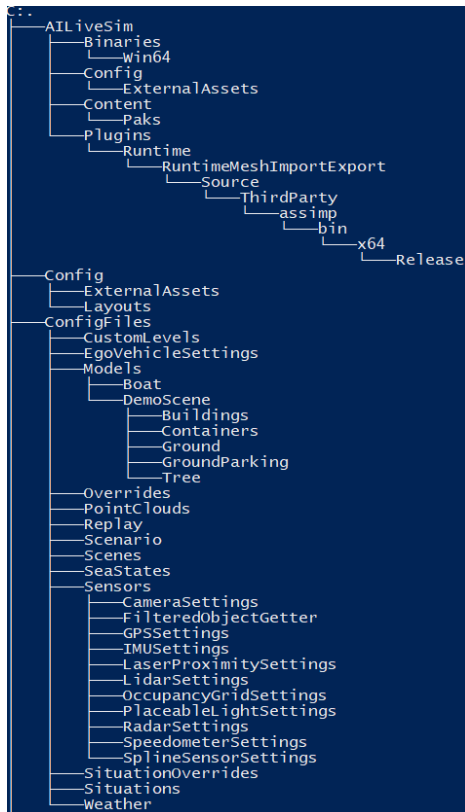 C:.
├───AILiveSim
│   ├───Binaries
│   │   └───Win64
│   ├───Config
│   │   └───ExternalAssets
│   ├───Content
│   │   └───Paks
│   └───Plugins
│       └───Runtime
│           └───RuntimeMeshImportExport
│               └───Source
│                   └───ThirdParty
│                       └───assimp
│                           └───bin
│                               └───x64
│                                   └───Release
├───Config
│   ├───ExternalAssets
│   └───Layouts
├───ConfigFiles
│   ├───CustomLevels
│   ├───EgoVehicleSettings
│   ├───Models
│   │   ├───Boat
│   │   └───DemoScene
│   │       ├───Buildings
│   │       ├───Containers
│   │       ├───Ground
│   │       ├───GroundParking
│   │       └───Tree
│   ├───Overrides
│   ├───PointClouds
│   ├───Replay
│   ├───Scenario
│   ├───Scenes
│   ├───SeaStates
│   ├───Sensors
│   │   ├───CameraSettings
│   │   ├───FilteredObjectGetter
│   │   ├───GPSSettings
│   │   ├───IMUSettings
│   │   ├───LaserProximitySettings
│   │   ├───LidarSettings
│   │   ├───OccupancyGridSettings
│   │   ├───PlaceableLightSettings
│   │   ├───RadarSettings
│   │   ├───SpeedometerSettings
│   │   └───SplineSensorSettings
│   ├───SituationOverrides
│   ├───Situations
│   └───Weather